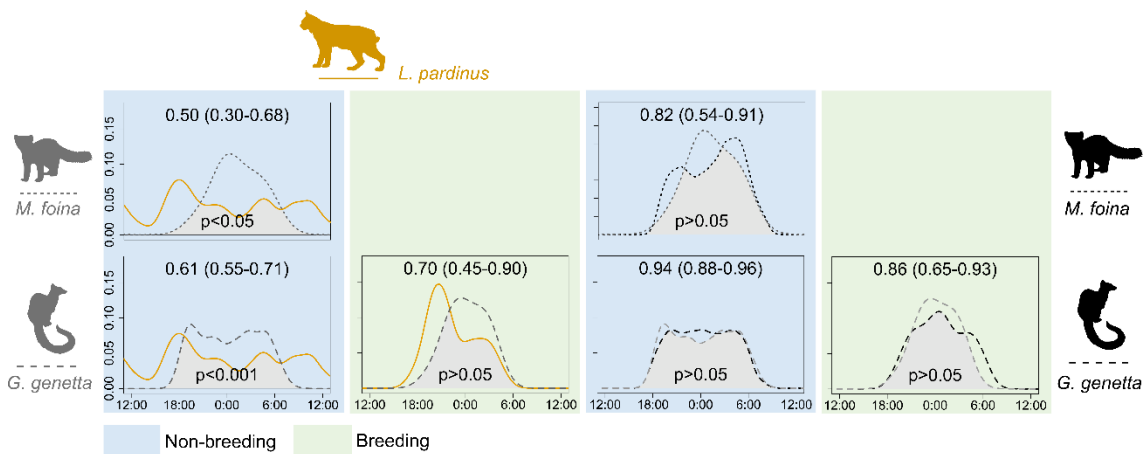 L. pardinus
0.50 (0.30-0.68)
0.82 (0.54-0.91)
0.15
0.10
0.05
0.00
p<0.05
p>0.05
M. foina
M. foina
0.61 (0.55-0.71)
0.70 (0.45-0.90)
0.94 (0.88-0.96)
0.86 (0.65-0.93)
0.15
0.10
0.05
0.00
p<0.001
p>0.05
p>0.05
p>0.05
G. genetta
G. genetta
12:00 18:00 0:00 6:00 12:00
12:00 18:00 0:00 6:00 12:00
12:00 18:00 0:00 6:00 12:00
12:00 18:00 0:00 6:00 12:00
Non-breeding
Breeding